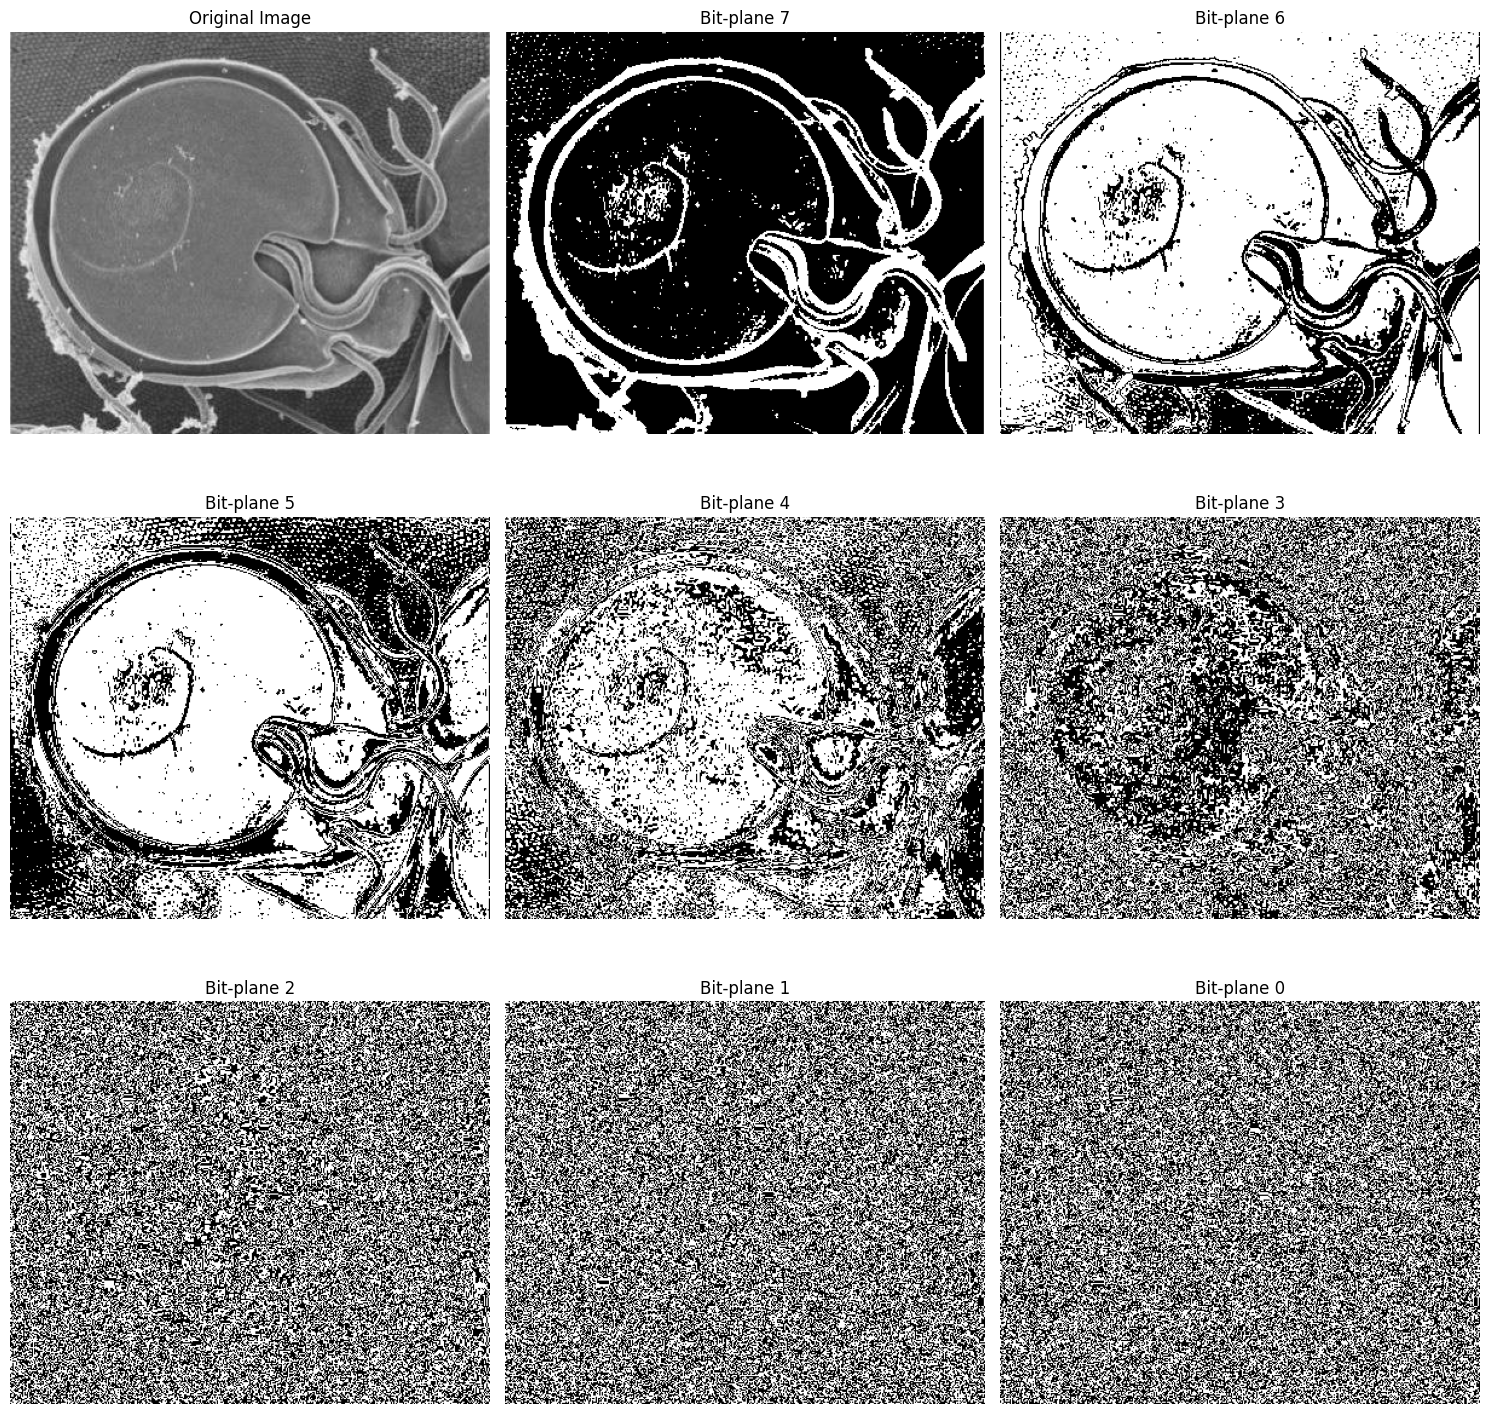 Original Image
Bit-plane 7
Bit-plane 6
Bit-plane 5
Bit-plane 4
Bit-plane 3
Bit-plane 2
Bit-plane 1
Bit-plane 0